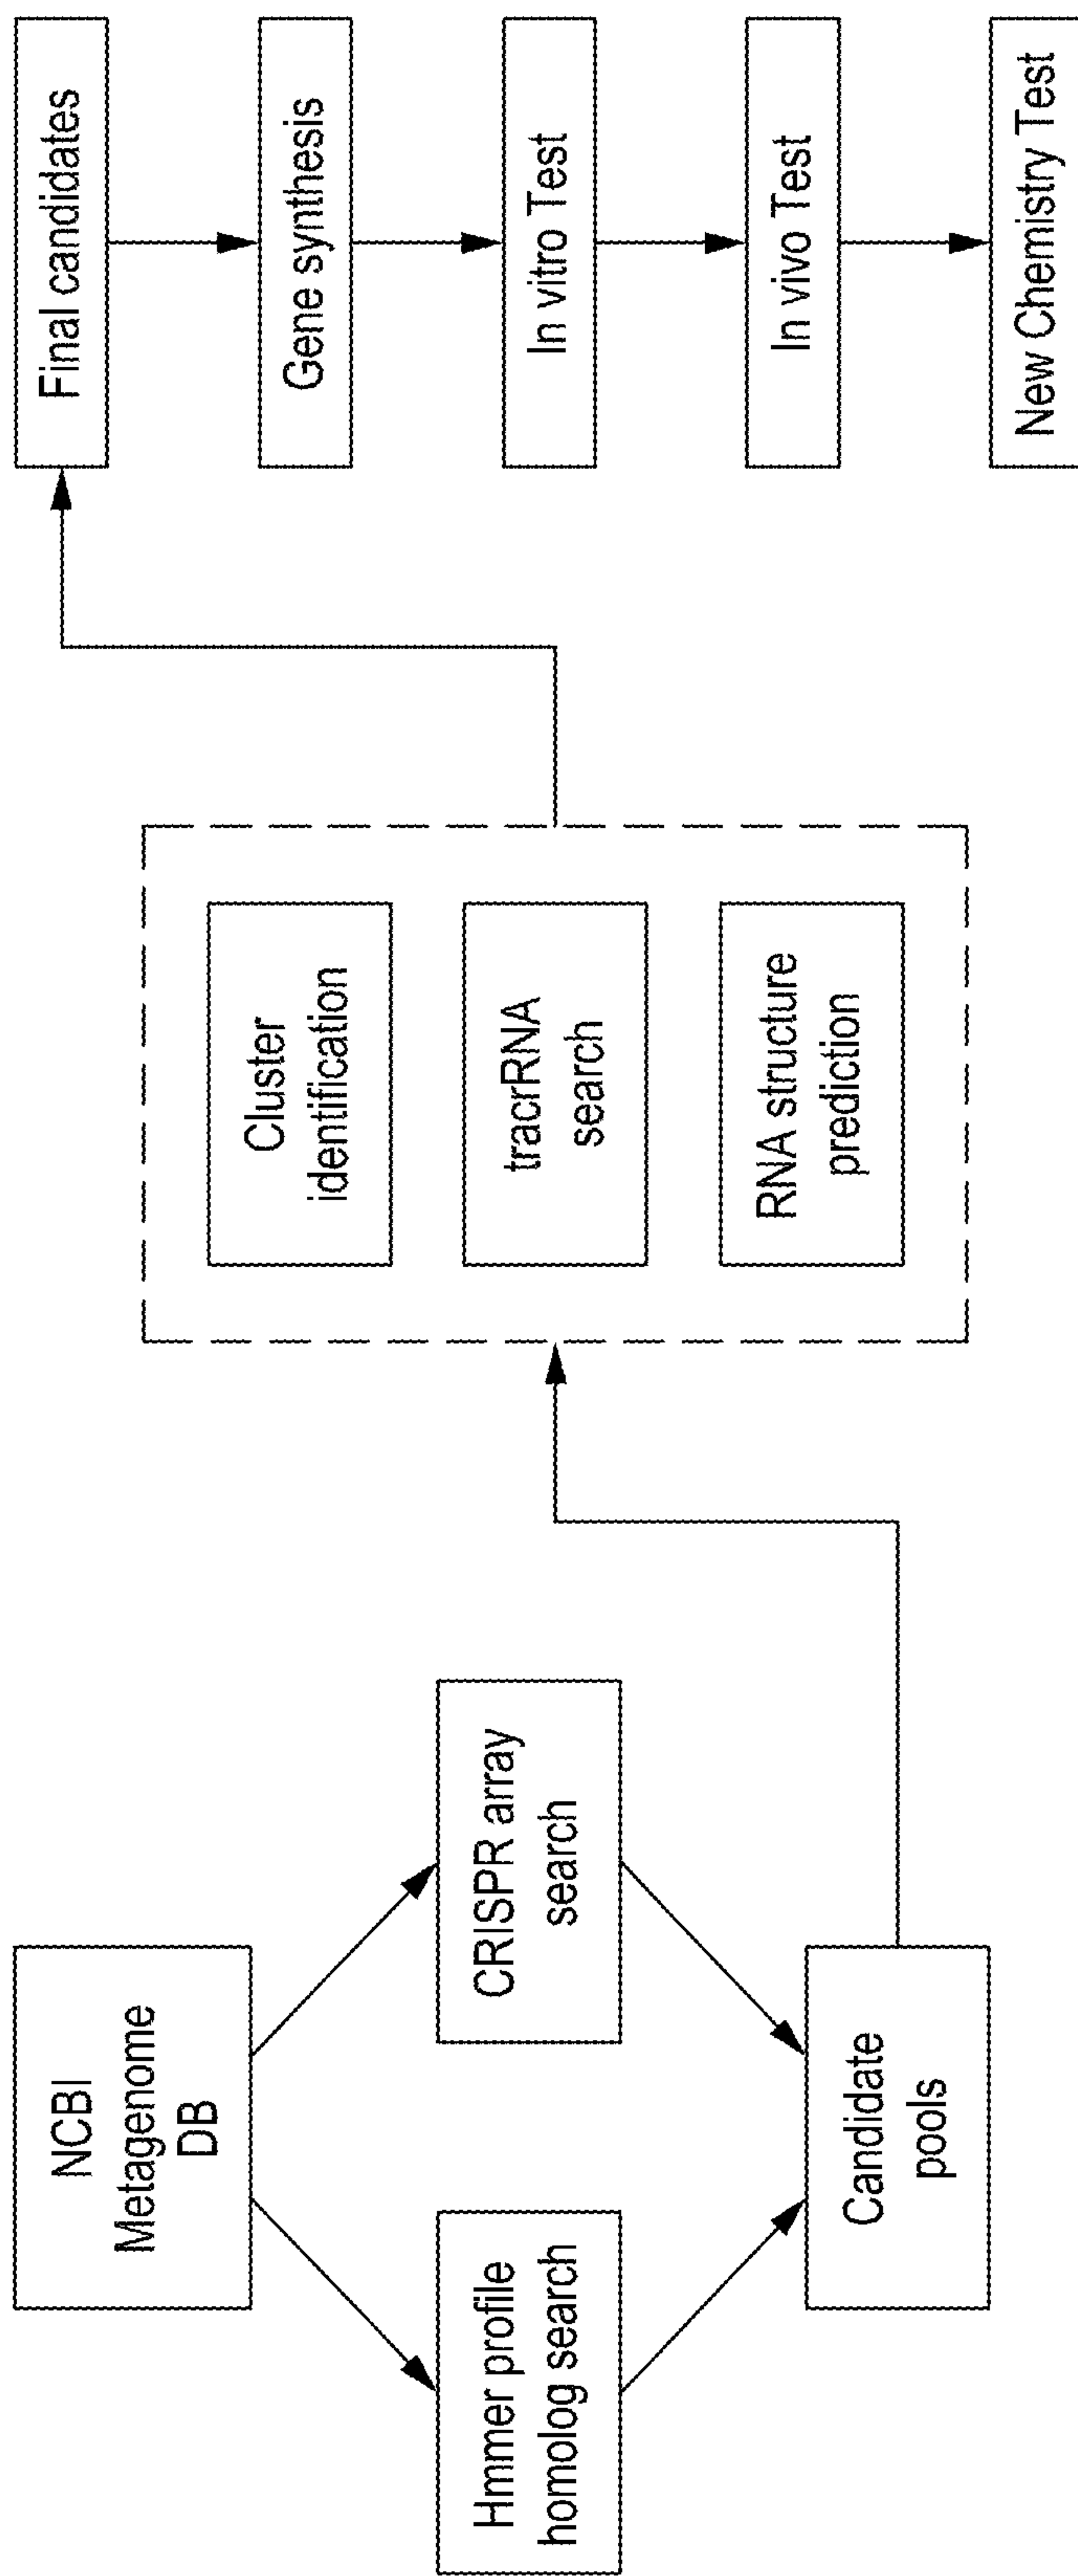 NCBI
Metagenome
DB
Hmmer profile
homolog search
CRISPR array
search
Candidate
pools
Cluster
identification
tracrRNA
search
RNA structure
prediction
Final candidates
Gene synthesis
In vitro Test
In vivo Test
New Chemistry Test